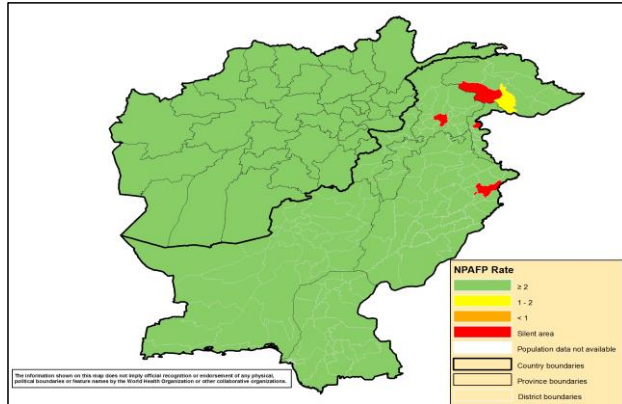 NPAFP Rate
≥ 2
1 - 2
< 1
Silent area
Population data not available
Country boundaries
Province boundaries
District boundaries
The information shown on this map does not imply official recognition or endorsement of any physical,
political boundaries or feature names by the World Health Organization or other collaborative organizations.